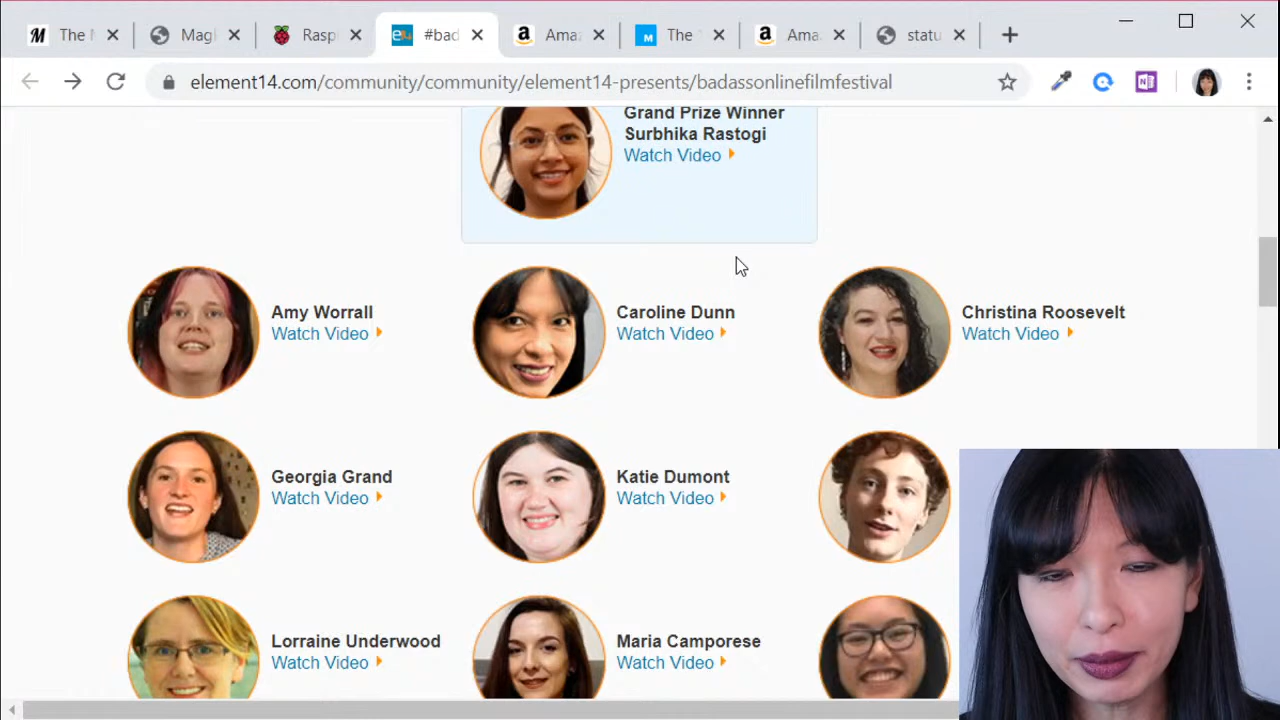 The M
Magl
Rasp
e14
#bad
Ama
The
Ama
statu
element14.com/community/community/element14-presents/badassonlinefilmfestival
Grand Prize Winner
Surbhika Rastogi
Watch Video
Amy Worrall
Watch Video
Caroline Dunn
Watch Video
Christina Roosevelt
Watch Video
Georgia Grand
Watch Video
Katie Dumont
Watch Video
Lorraine Underwood
Watch Video
Maria Camporese
Watch Video